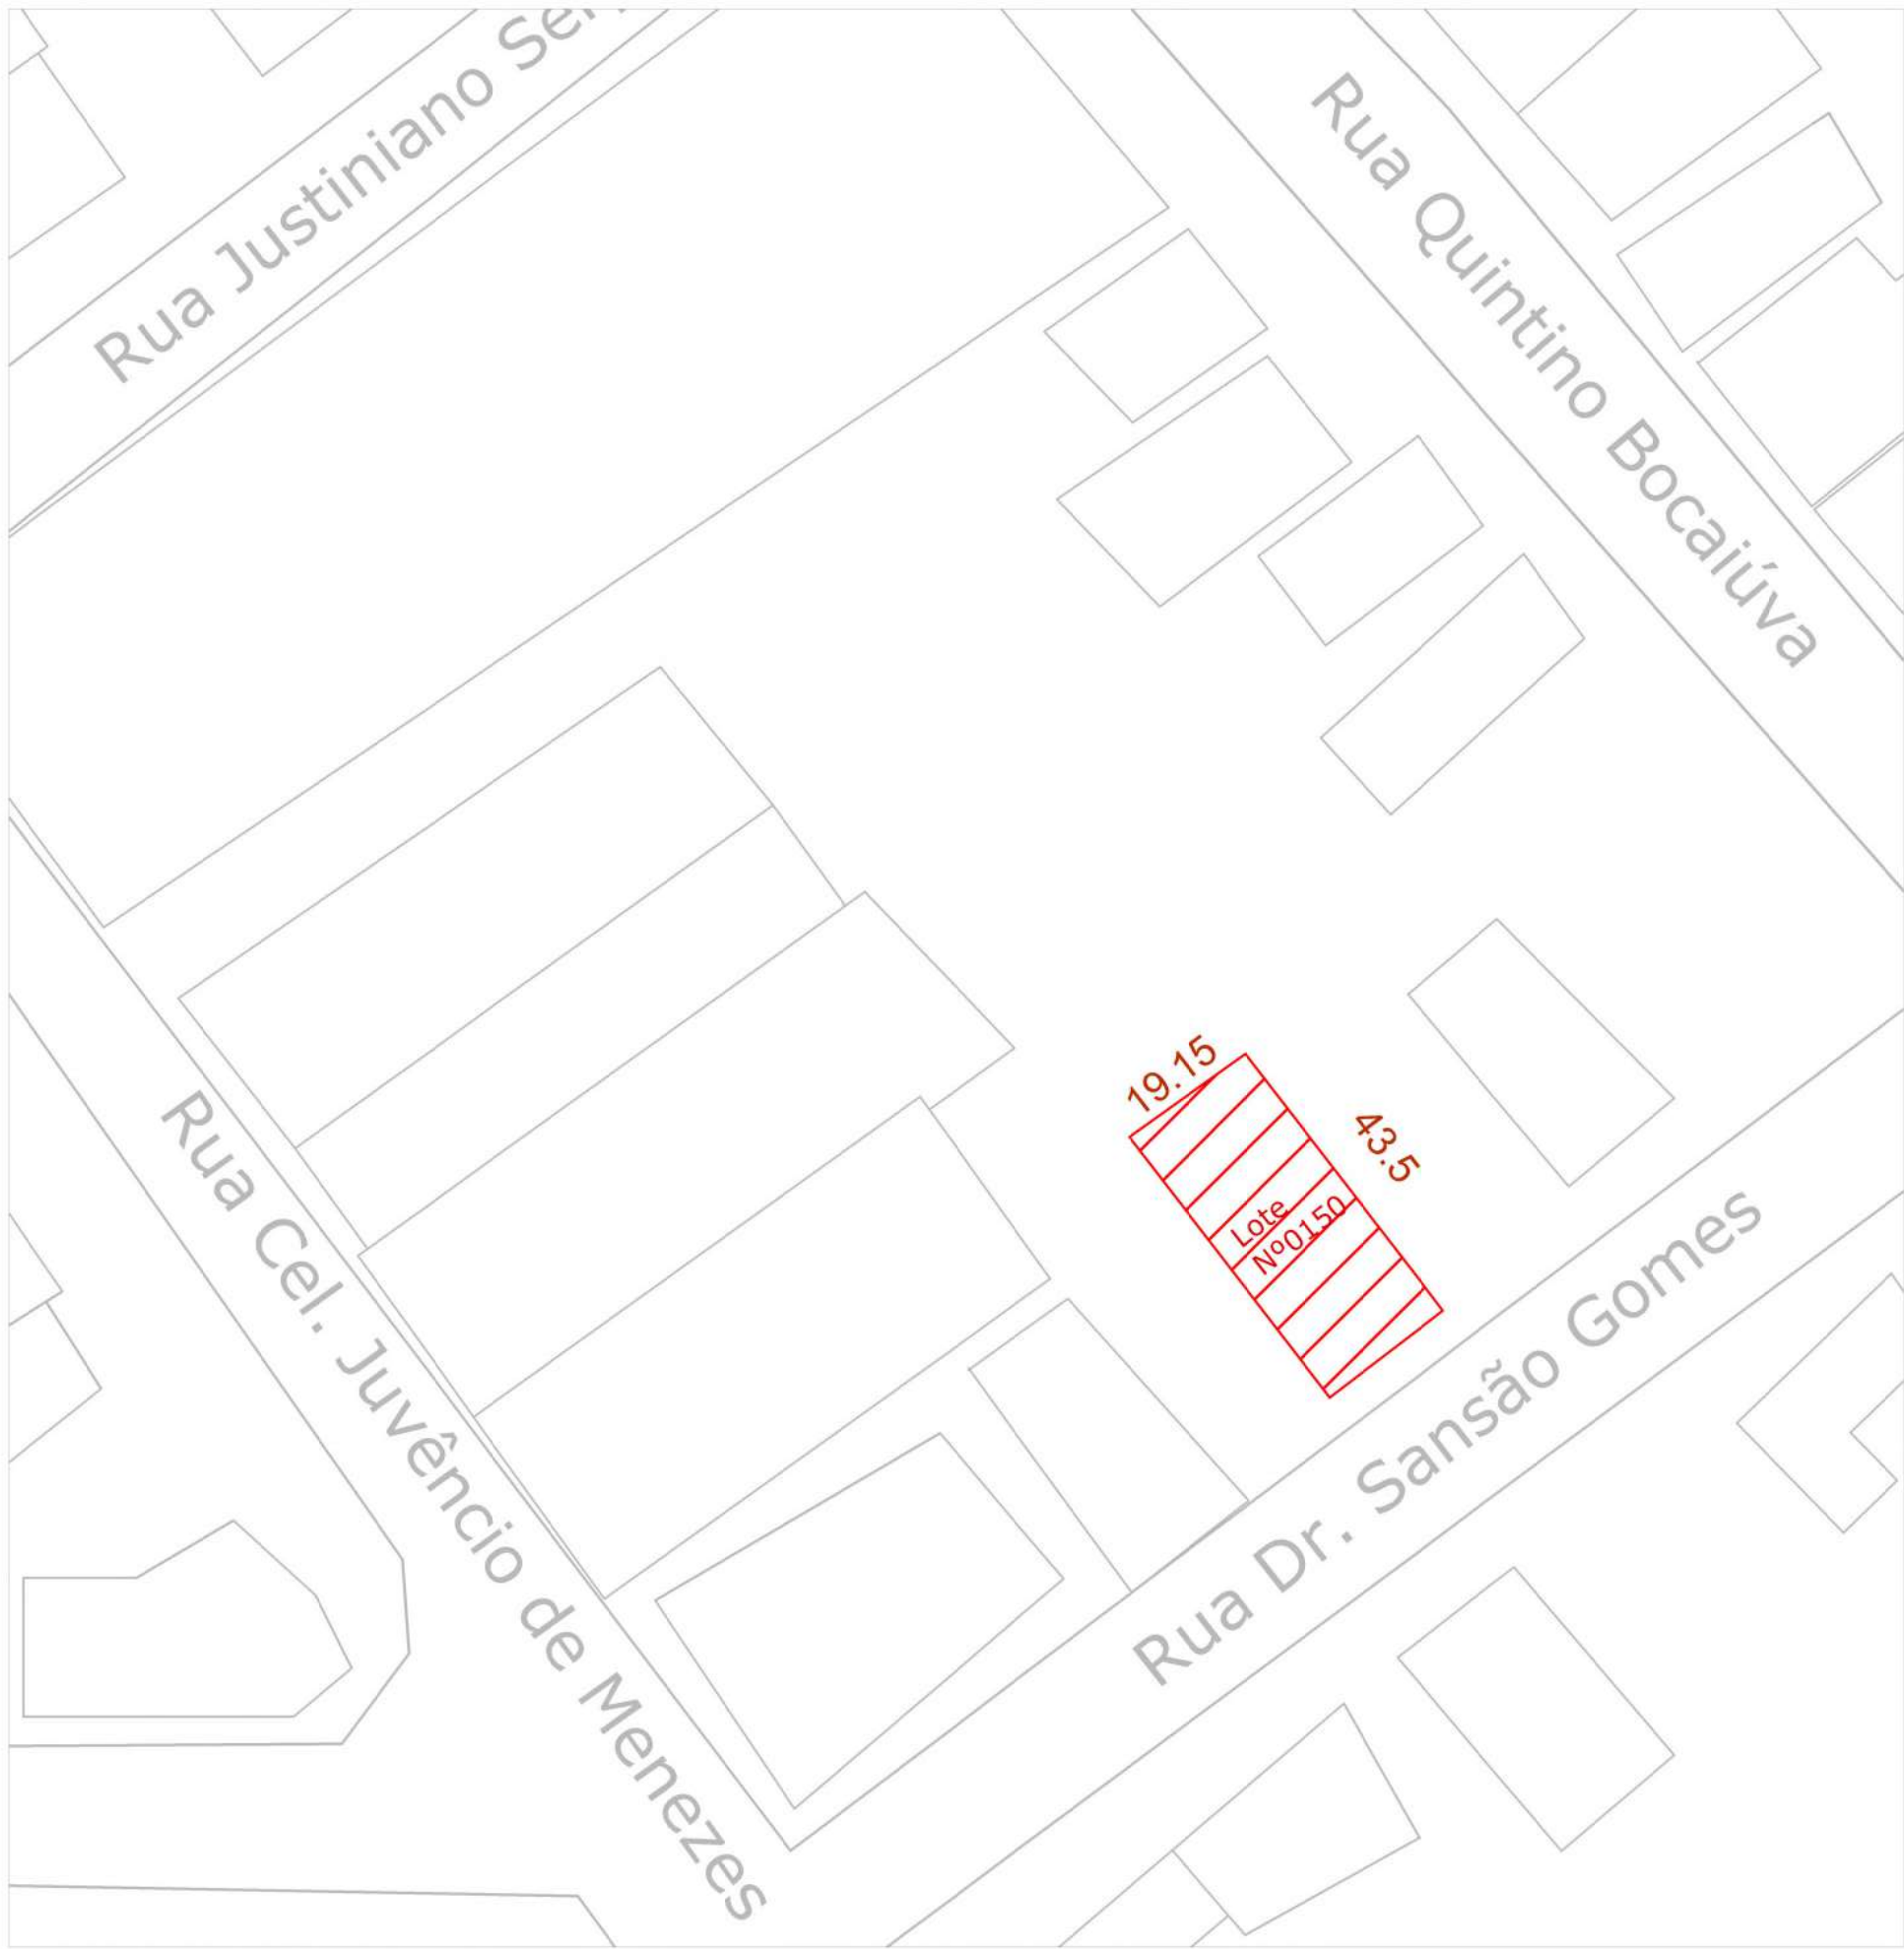 Rua Justiniano Ser
Rua Quintino Bocaiúva
19.15
43.5
Lote
Nº0150
Rua Cel. Juvêncio de Menezes
Rua Dr. Sansão Gomes